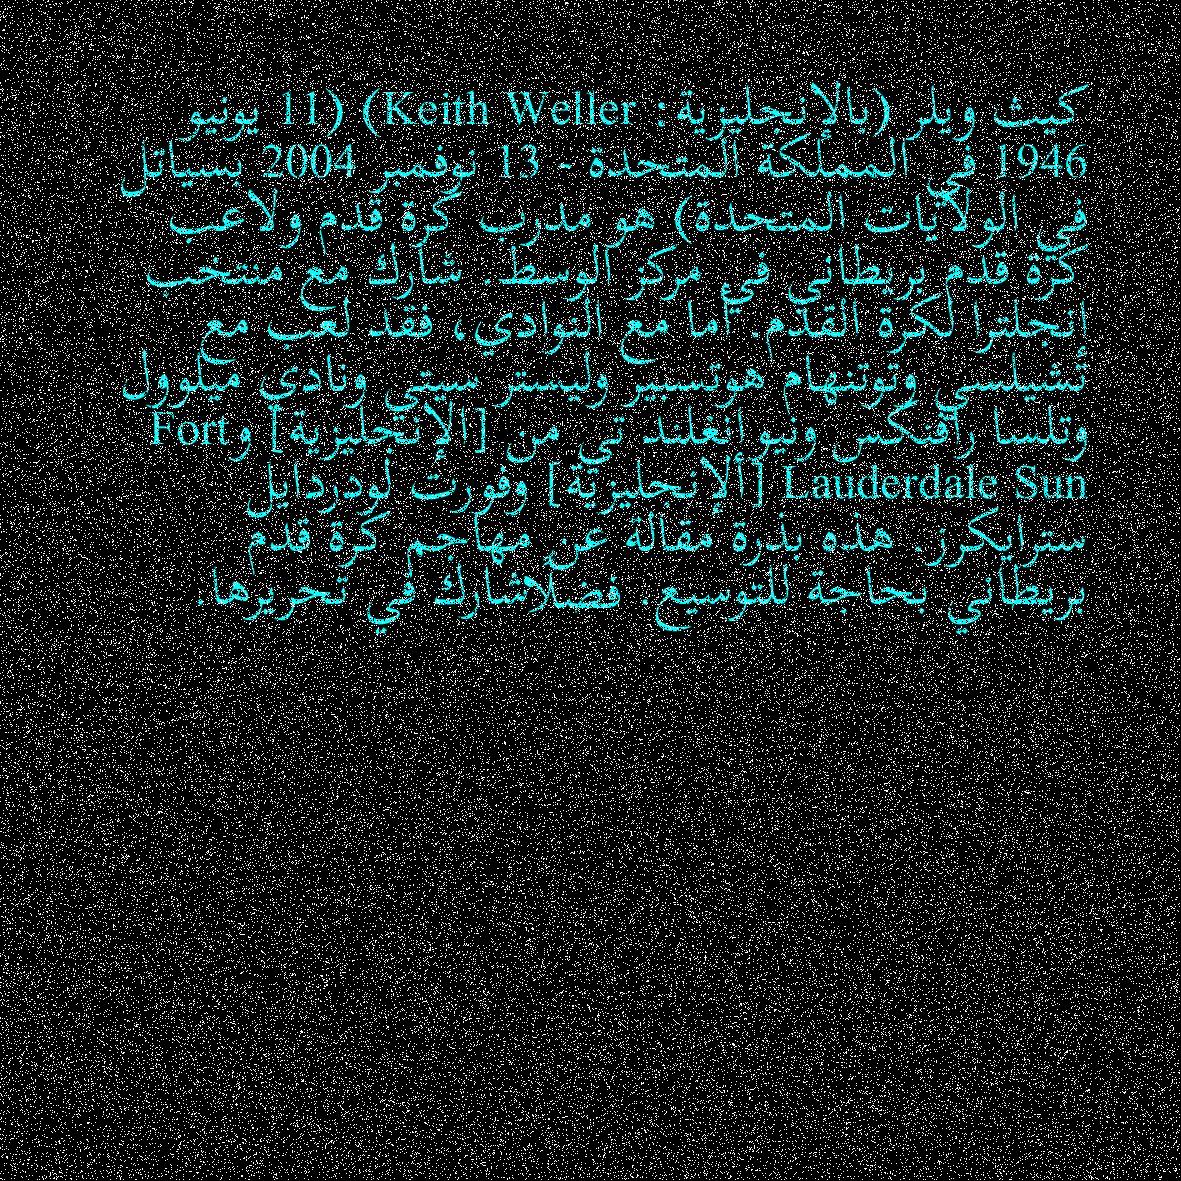 كيث ويلر (بالإنجليزية: Keith Weller) (11 يونيو
1946 في المملكة المتحدة - 13 نوفمبر 2004 بسياتل
في الولايات المتحدة) هو مدرب كرة قدم ولاعب
كرة قدم بريطاني في مركز الوسط. شارك مع منتخب
انجلترا لكرة القدم. أما مع النوادي، فقد لعب مع
تشيلسي وتوتنهام هوتسبير وليستر سيتي ونادي ميلوول
وتلسا رافنكس ونيو انغلند تي من [الإنجليزية] وFort
Lauderdale Sun [الإنجليزية] وفورت لودردايل
سترايكرز. هذه بذرة مقالة عن مهاجم كرة قدم
بريطاني بحاجة للتوسيع. فضلًاشارك في تحريرها.